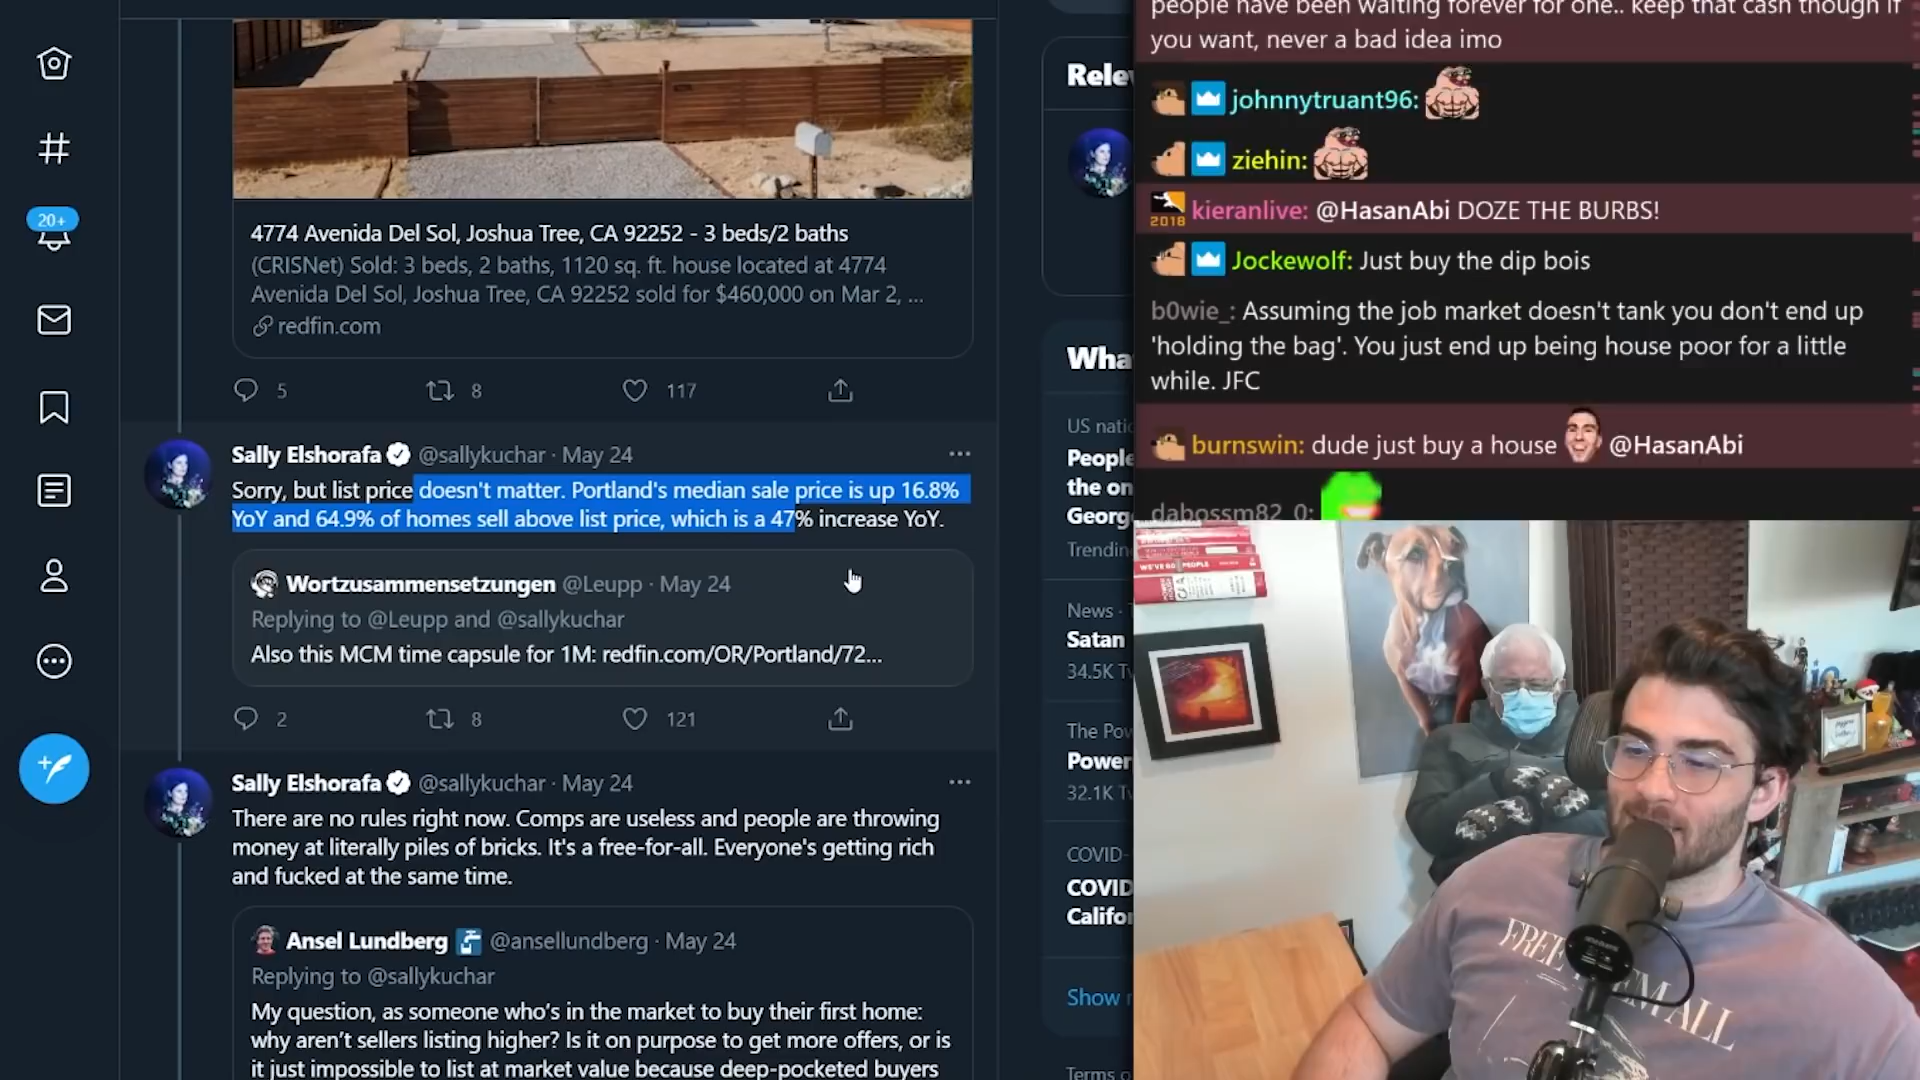 4774 Avenida Del Sol, Joshua Tree, CA 92252 - 3 beds/2 baths
(CRISNet) Sold: 3 beds, 2 baths, 1120 sq. ft. house located at 4774
Avenida Del Sol, Joshua Tree, CA 92252 sold for $460,000 on Mar 2, ...
redfin.com
5 8 117
20+
Sally Elshorafa @sallykuchar · May 24
Sorry, but list price doesn't matter. Portland's median sale price is up 16.8%
YoY and 64.9% of homes sell above list price, which is a 47% increase YoY.
Wortzusammensetzungen @Leupp · May 24
Replying to @Leupp and @sallykuchar
Also this MCM time capsule for 1M: redfin.com/OR/Portland/72...
2 8 121
Sally Elshorafa @sallykuchar · May 24
There are no rules right now. Comps are useless and people are throwing
money at literally piles of bricks. It's a free-for-all. Everyone's getting rich
and fucked at the same time.
Ansel Lundberg @ansellundberg · May 24
Replying to @sallykuchar
My question, as someone who's in the market to buy their first home:
why aren't sellers listing higher? Is it on purpose to get more offers, or is
it just impossible to list at market value because deep-pocketed buyers
Rele
What
US natio
People
the on
Georg
Trendin
News ·
Satan
34.5K Tw
The Pow
Power
32.1K Tw
COVID-
COVID
Califor
Show
Terms o
people have been waiting forever for one.. keep that cash though if
you want, never a bad idea imo
johnnytruant96:
ziehin:
2018 kieranlive: @HasanAbi DOZE THE BURBS!
Jockewolf: Just buy the dip bois
b0wie_: Assuming the job market doesn't tank you don't end up
'holding the bag'. You just end up being house poor for a little
while. JFC
burnswin: dude just buy a house @HasanAbi
dabossm82_0:
FREE EM ALL